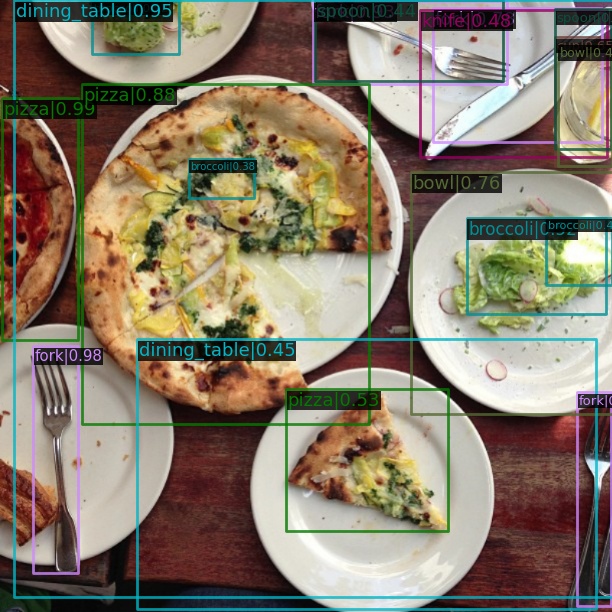 dining_table|0.95
spoon|0.44
knife|0.48
bowl|0.4
pizza|0.99
pizza|0.88
broccoli|0.38
bowl|0.76
broccoli|0.52
broccoli|0.4
dining_table|0.45
fork|0.98
pizza|0.53
fork|0